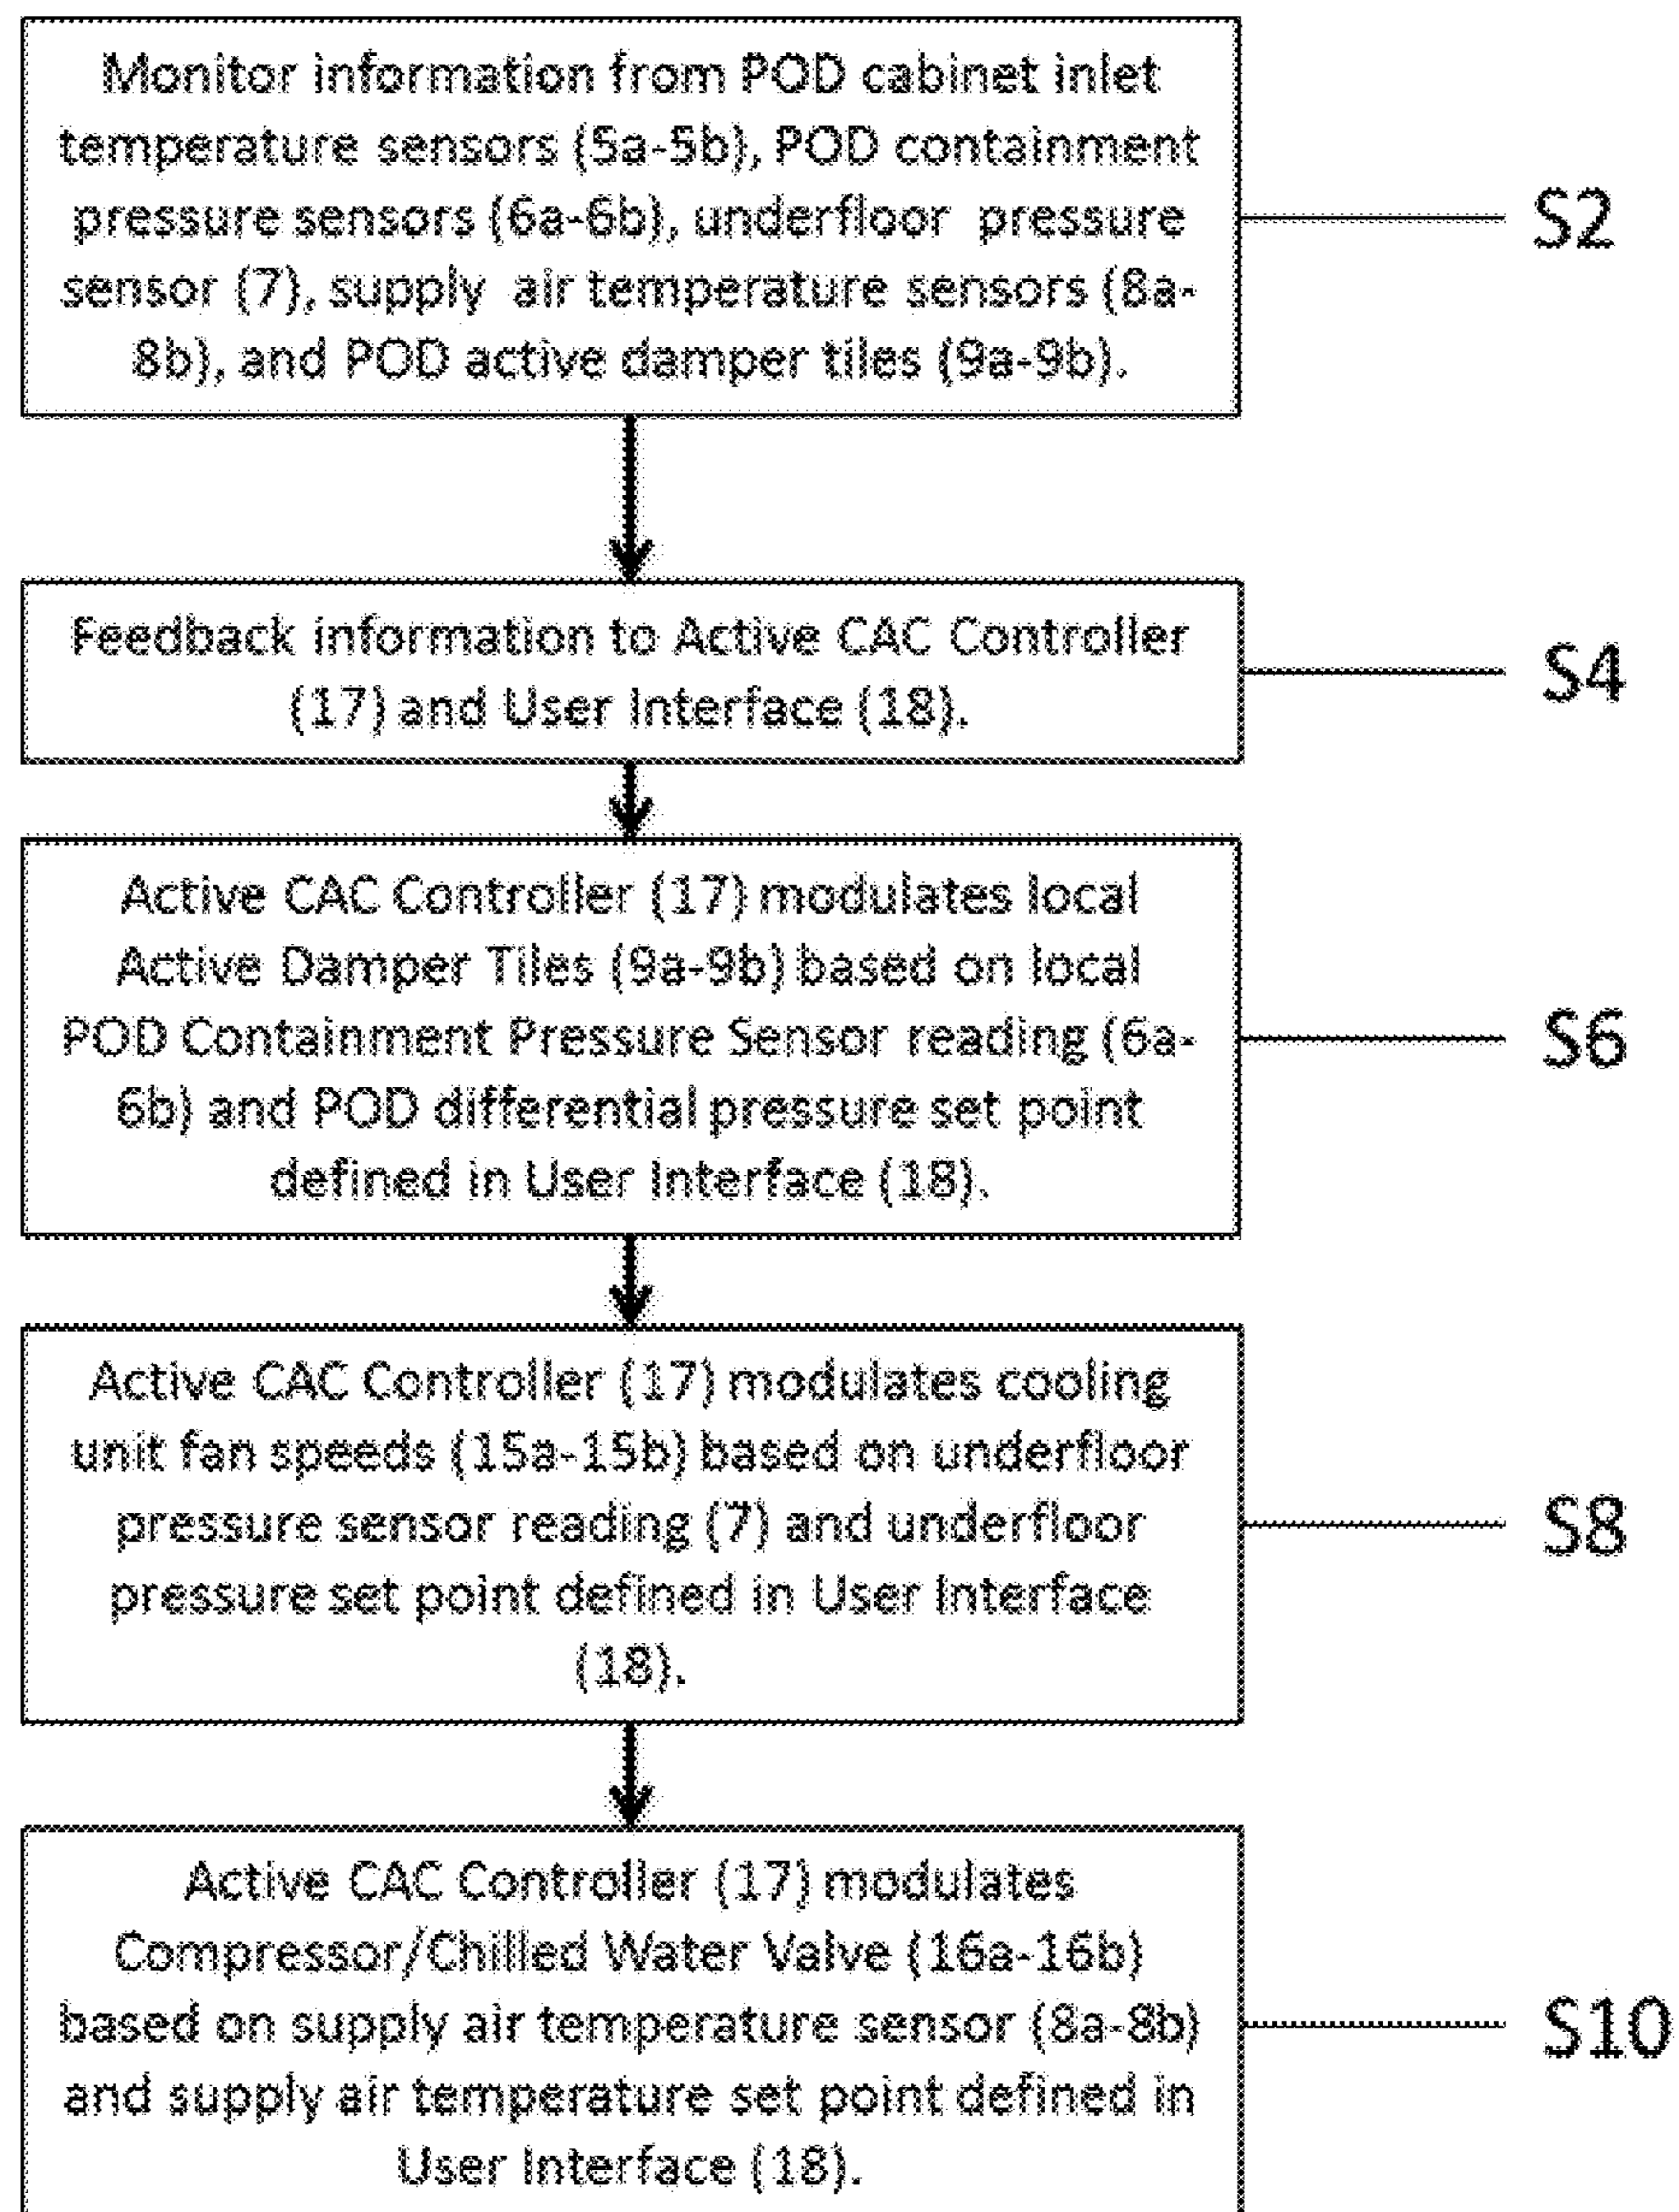 Monitor information from POD cabinet inlet
temperature sensors (5a-5b), POD containment
pressure sensors (6a-6b), underfloor pressure
sensor (7), supply air temperature sensors (8a-
8b), and POD active damper tiles (9a-9b).
S2
Feedback information to Active CAC Controller
(17) and User Interface (18).
S4
Active CAC Controller (17) modulates local
Active Damper Tiles (9a-9b) based on local
POD Containment Pressure Sensor reading (6a-
6b) and POD differential pressure set point
defined in User Interface (18).
S6
Active CAC Controller (17) modulates cooling
unit fan speeds (15a-15b) based on underfloor
pressure sensor reading (7) and underfloor
pressure set point defined in User Interface
(18).
S8
Active CAC Controller (17) modulates
Compressor/Chilled Water Valve (16a-16b)
based on supply air temperature sensor (8a-8b)
and supply air temperature set point defined in
User Interface (18).
S10